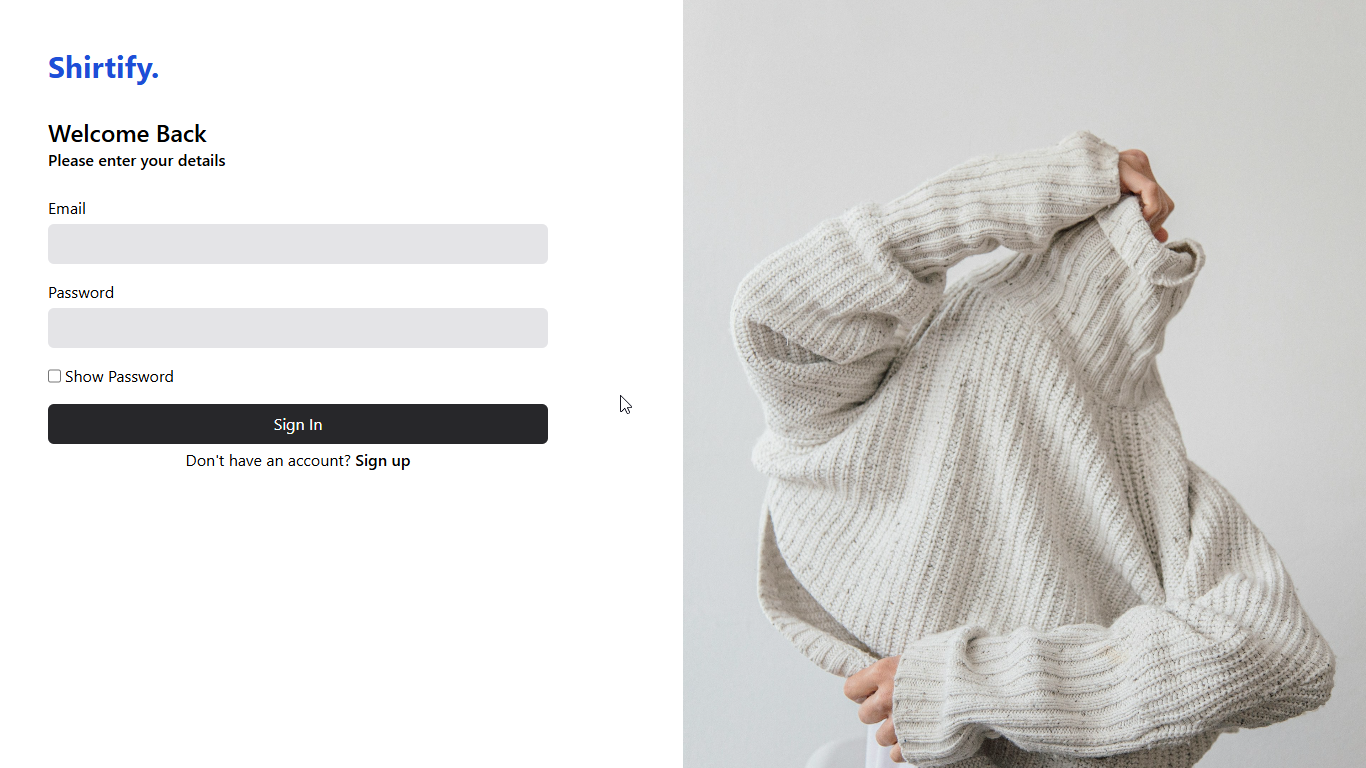 Shirtify.
Welcome Back
Please enter your details
Email
Password
Show Password
Sign In
Don't have an account? Sign up